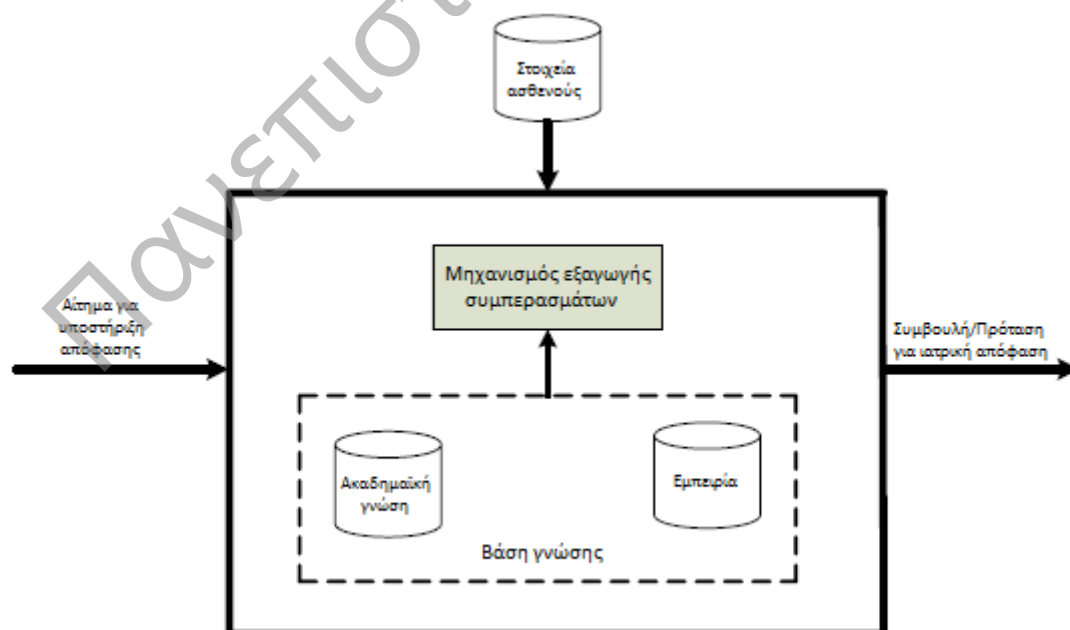 Στοιχεία
ασθενούς
Μηχανισμός εξαγωγής
συμπερασμάτων
Αίτημα για
υποστήριξη
απόφασης
Συμβουλή/Πρόταση
για ιατρική απόφαση
Ακαδημαϊκή
γνώση
Εμπειρία
Βάση γνώσης
Πανεπιστ